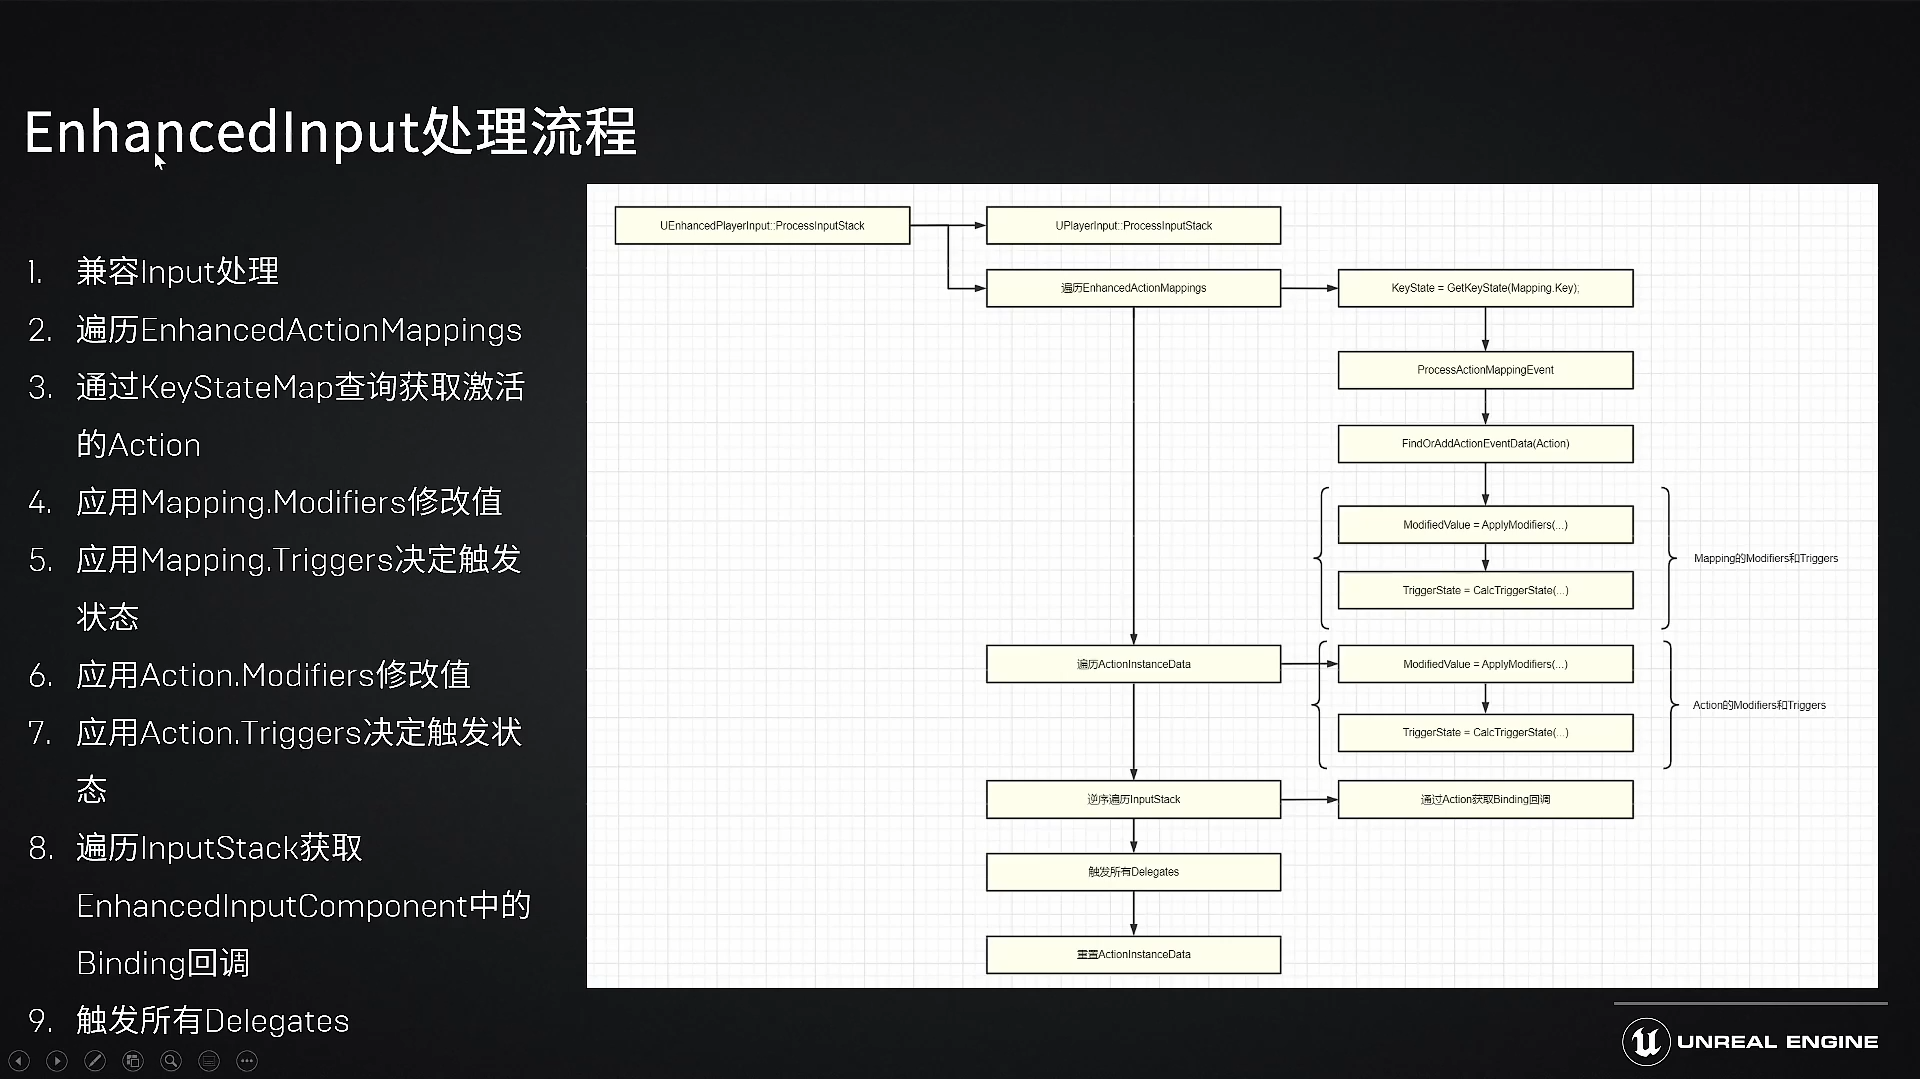 EnhancedInput处理流程
1. 兼容Input处理
2. 遍历EnhancedActionMappings
3. 通过KeyStateMap查询获取激活
的Action
4. 应用Mapping.Modifiers修改值
5. 应用Mapping.Triggers决定触发
状态
6. 应用Action.Modifiers修改值
7. 应用Action.Triggers决定触发状
态
8. 遍历InputStack获取
EnhancedInputComponent中的
Binding回调
9. 触发所有Delegates
UEnhancedPlayerInput::ProcessInputStack
UPlayerInput::ProcessInputStack
遍历EnhancedActionMappings
KeyState = GetKeyState(Mapping.Key);
ProcessActionMappingEvent
FindOrAddActionEventData(Action)
ModifiedValue = ApplyModifiers(...)
TriggerState = CalcTriggerState(...)
Mapping的Modifiers和Triggers
遍历ActionInstanceData
ModifiedValue = ApplyModifiers(...)
TriggerState = CalcTriggerState(...)
Action的Modifiers和Triggers
逆序遍历InputStack
通过Action获取Binding回调
触发所有Delegates
重置ActionInstanceData
UNREAL ENGINE